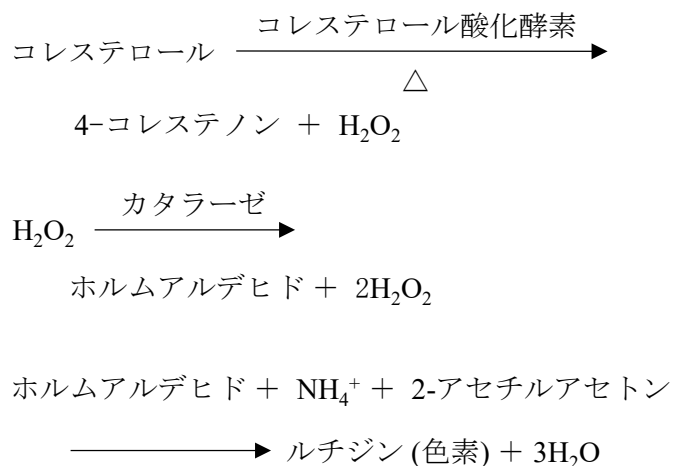 コレステロール酸化酵素
コレステロール
△
4-コレステノン + H₂O₂
カタラーゼ
H₂O₂
ホルムアルデヒド + 2H₂O₂
ホルムアルデヒド + NH₄⁺ + 2-アセチルアセトン
ルチジン (色素) + 3H₂O